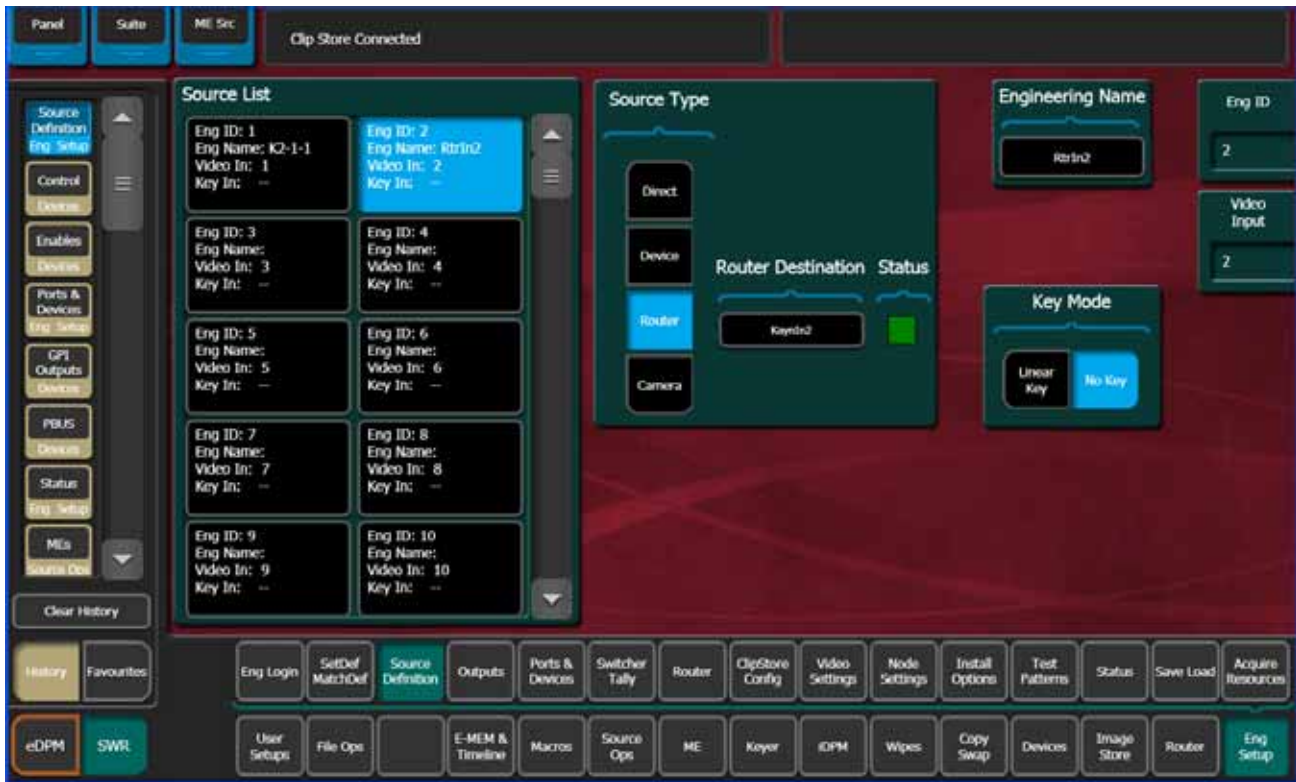 Panel
Suite
ME Src
Clip Store Connected
Source Definition
Eng Setup
Control
Devices
Enables
Devices
Ports & Devices
Eng Setup
GPI Outputs
Devices
PBUS
Devices
Status
Eng Setup
MEs
Source Ops
Clear History
History
Favourites
eDPM
SWR
Source List
Eng ID: 1
Eng Name: K2-1-1
Video In: 1
Key In: --
Eng ID: 2
Eng Name: RtrIn2
Video In: 2
Key In: --
Eng ID: 3
Eng Name:
Video In: 3
Key In: --
Eng ID: 4
Eng Name:
Video In: 4
Key In: --
Eng ID: 5
Eng Name:
Video In: 5
Key In: --
Eng ID: 6
Eng Name:
Video In: 6
Key In: --
Eng ID: 7
Eng Name:
Video In: 7
Key In: --
Eng ID: 8
Eng Name:
Video In: 8
Key In: --
Eng ID: 9
Eng Name:
Video In: 9
Key In: --
Eng ID: 10
Eng Name:
Video In: 10
Key In: --
Source Type
Direct
Device
Router
Camera
Router Destination
KaynIn2
Status
Engineering Name
RtrIn2
Eng ID
2
Video Input
2
Key Mode
Linear Key
No Key
Eng Login
SetDef MatchDef
Source Definition
Outputs
Ports & Devices
Switcher Tally
Router
ClipStore Config
Video Settings
Node Settings
Install Options
Test Patterns
Status
Save Load
Acquire Resources
User Setups
File Ops
E-MEM & Timeline
Macros
Source Ops
ME
Keyer
iDPM
Wipes
Copy Swap
Devices
Image Store
Router
Eng Setup